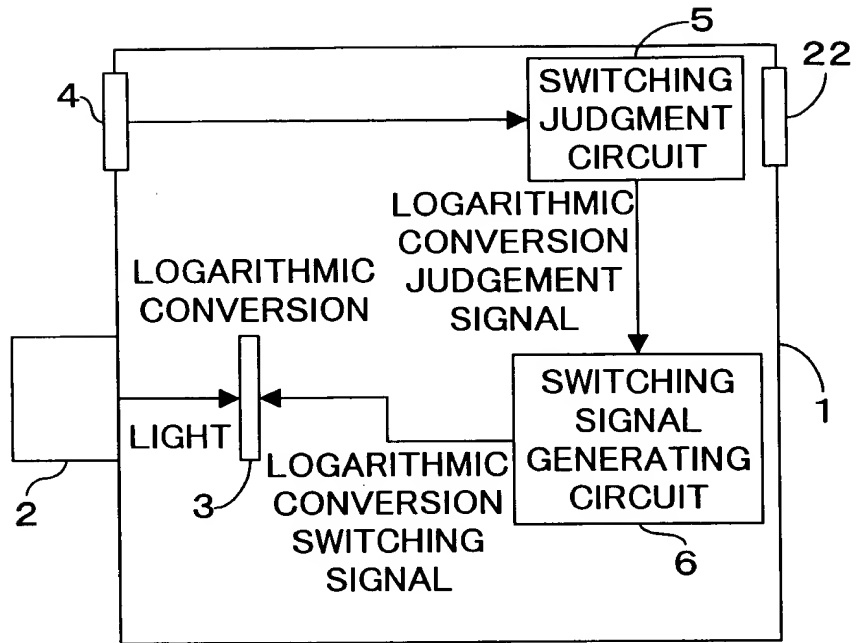 5
22
4
SWITCHING
JUDGMENT
CIRCUIT
LOGARITHMIC
CONVERSION
JUDGEMENT
SIGNAL
LOGARITHMIC
CONVERSION
SWITCHING
SIGNAL
GENERATING
CIRCUIT
1
LIGHT
2
3
LOGARITHMIC
CONVERSION
SWITCHING
SIGNAL
6